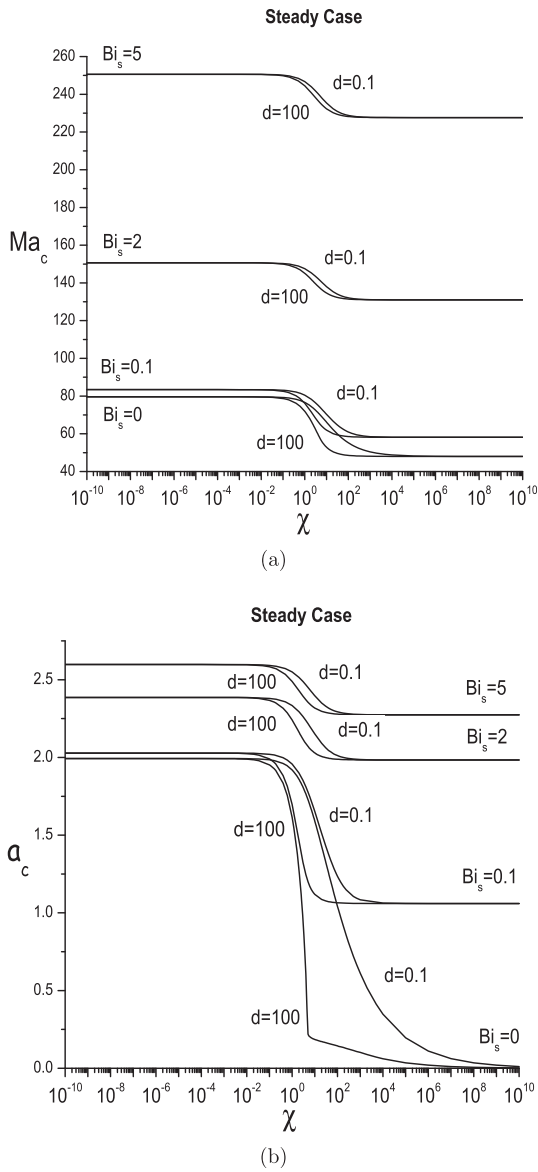 Steady Case
260
Bi_s=5
240
d=0.1
d=100
220
200
180
Ma_c
160
Bi_s=2
d=0.1
140
d=100
120
100
Bi_s=0.1
d=0.1
80
Bi_s=0
60
d=100
40
10^-10 10^-8 10^-6 10^-4 10^-2 10^0 10^2 10^4 10^6 10^8 10^10
χ
(a)
Steady Case
2.5
d=0.1
d=100
Bi_s=5
d=100
d=0.1
Bi_s=2
2.0
d=0.1
d=100
1.5
a_c
Bi_s=0.1
1.0
d=0.1
0.5
d=100
Bi_s=0
0.0
10^-10 10^-8 10^-6 10^-4 10^-2 10^0 10^2 10^4 10^6 10^8 10^10
χ
(b)